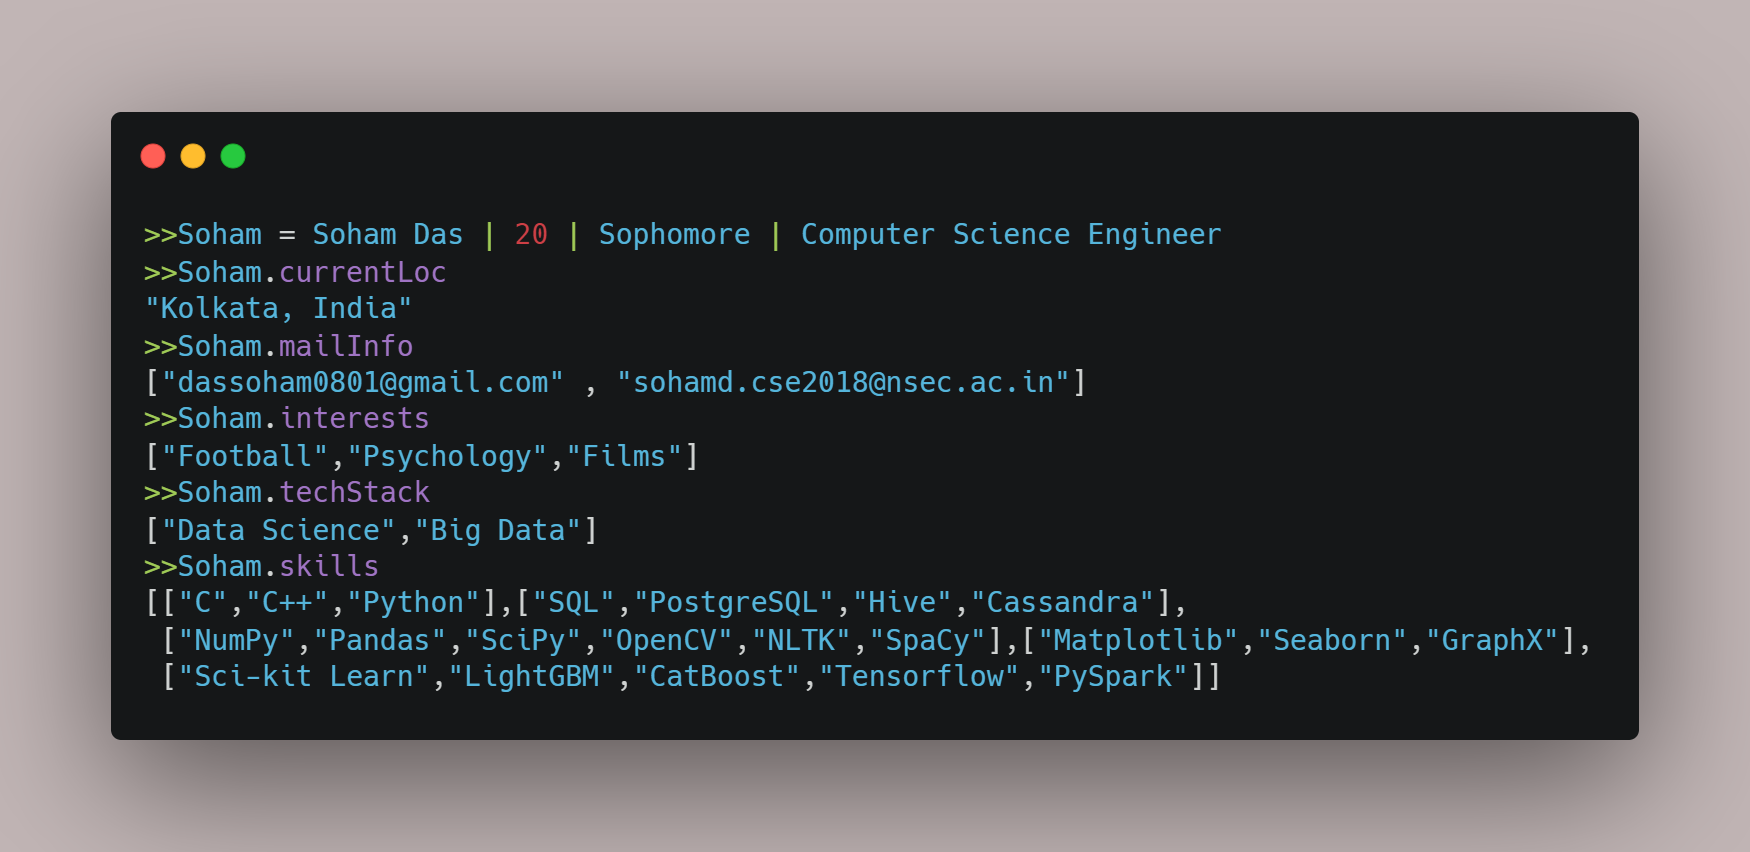 >>Soham = Soham Das | 20 | Sophomore | Computer Science Engineer
>>Soham.currentLoc
"Kolkata, India"
>>Soham.mailInfo
["dassoham0801@gmail.com" , "sohamd.cse2018@nsec.ac.in"]
>>Soham.interests
["Football","Psychology","Films"]
>>Soham.techStack
["Data Science","Big Data"]
>>Soham.skills
[["C","C++","Python"],["SQL","PostgreSQL","Hive","Cassandra"],
 ["NumPy","Pandas","SciPy","OpenCV","NLTK","SpaCy"],["Matplotlib","Seaborn","GraphX"],
 ["Sci-kit Learn","LightGBM","CatBoost","Tensorflow","PySpark"]]